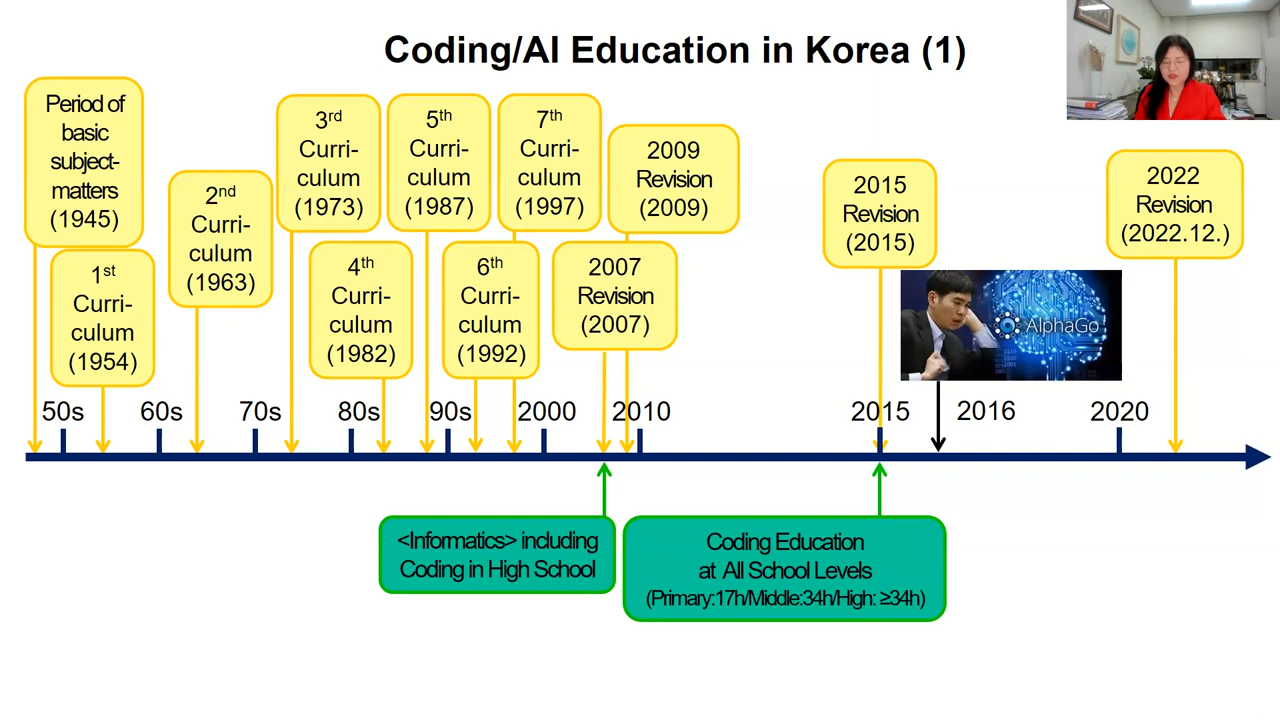 Coding/AI Education in Korea (1)
Period of
basic
subject-
matters
(1945)
1st
Curri-
culum
(1954)
2nd
Curri-
culum
(1963)
3rd
Curri-
culum
(1973)
4th
Curri-
culum
(1982)
5th
Curri-
culum
(1987)
6th
Curri-
culum
(1992)
7th
Curri-
culum
(1997)
2007
Revision
(2007)
2009
Revision
(2009)
2015
Revision
(2015)
2022
Revision
(2022.12.)
AlphaGo
50s
60s
70s
80s
90s
2000
2010
2015
2016
2020
<Informatics> including
Coding in High School
Coding Education
at All School Levels
(Primary:17h/Middle:34h/High: ≥34h)